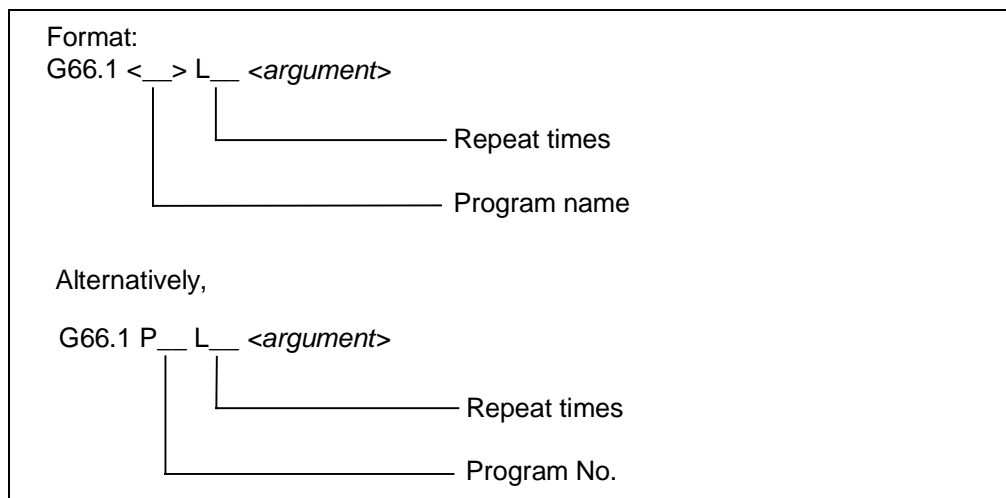 Format:
G66.1 <__> L__ <argument>
Repeat times
Program name
Alternatively,
G66.1 P__ L__ <argument>
Repeat times
Program No.